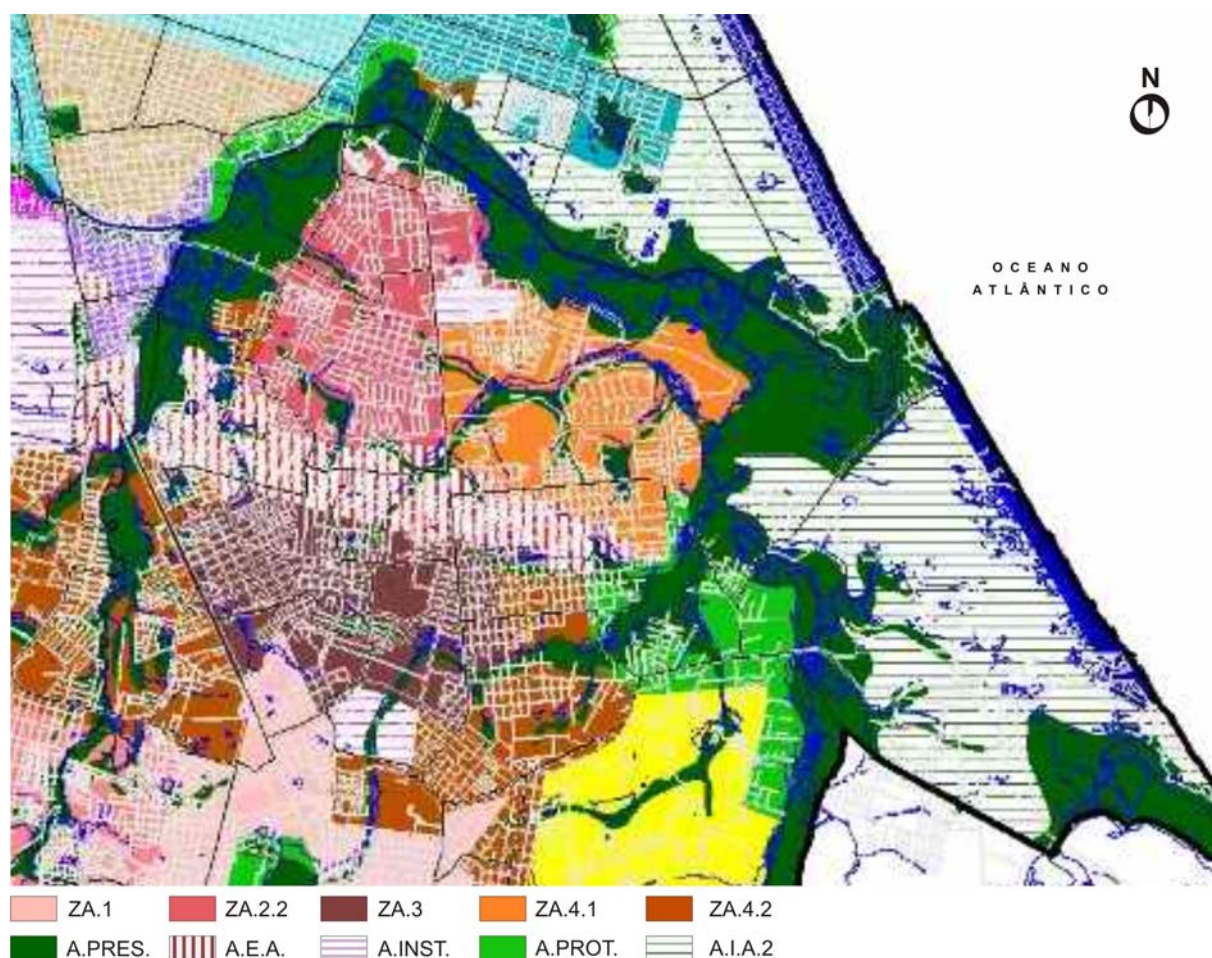 N
OCEANO
ATLÂNTICO
ZA.1 ZA.2.2 ZA.3 ZA.4.1 ZA.4.2
A.PRES. A.E.A. A.INST. A.PROT. A.I.A.2